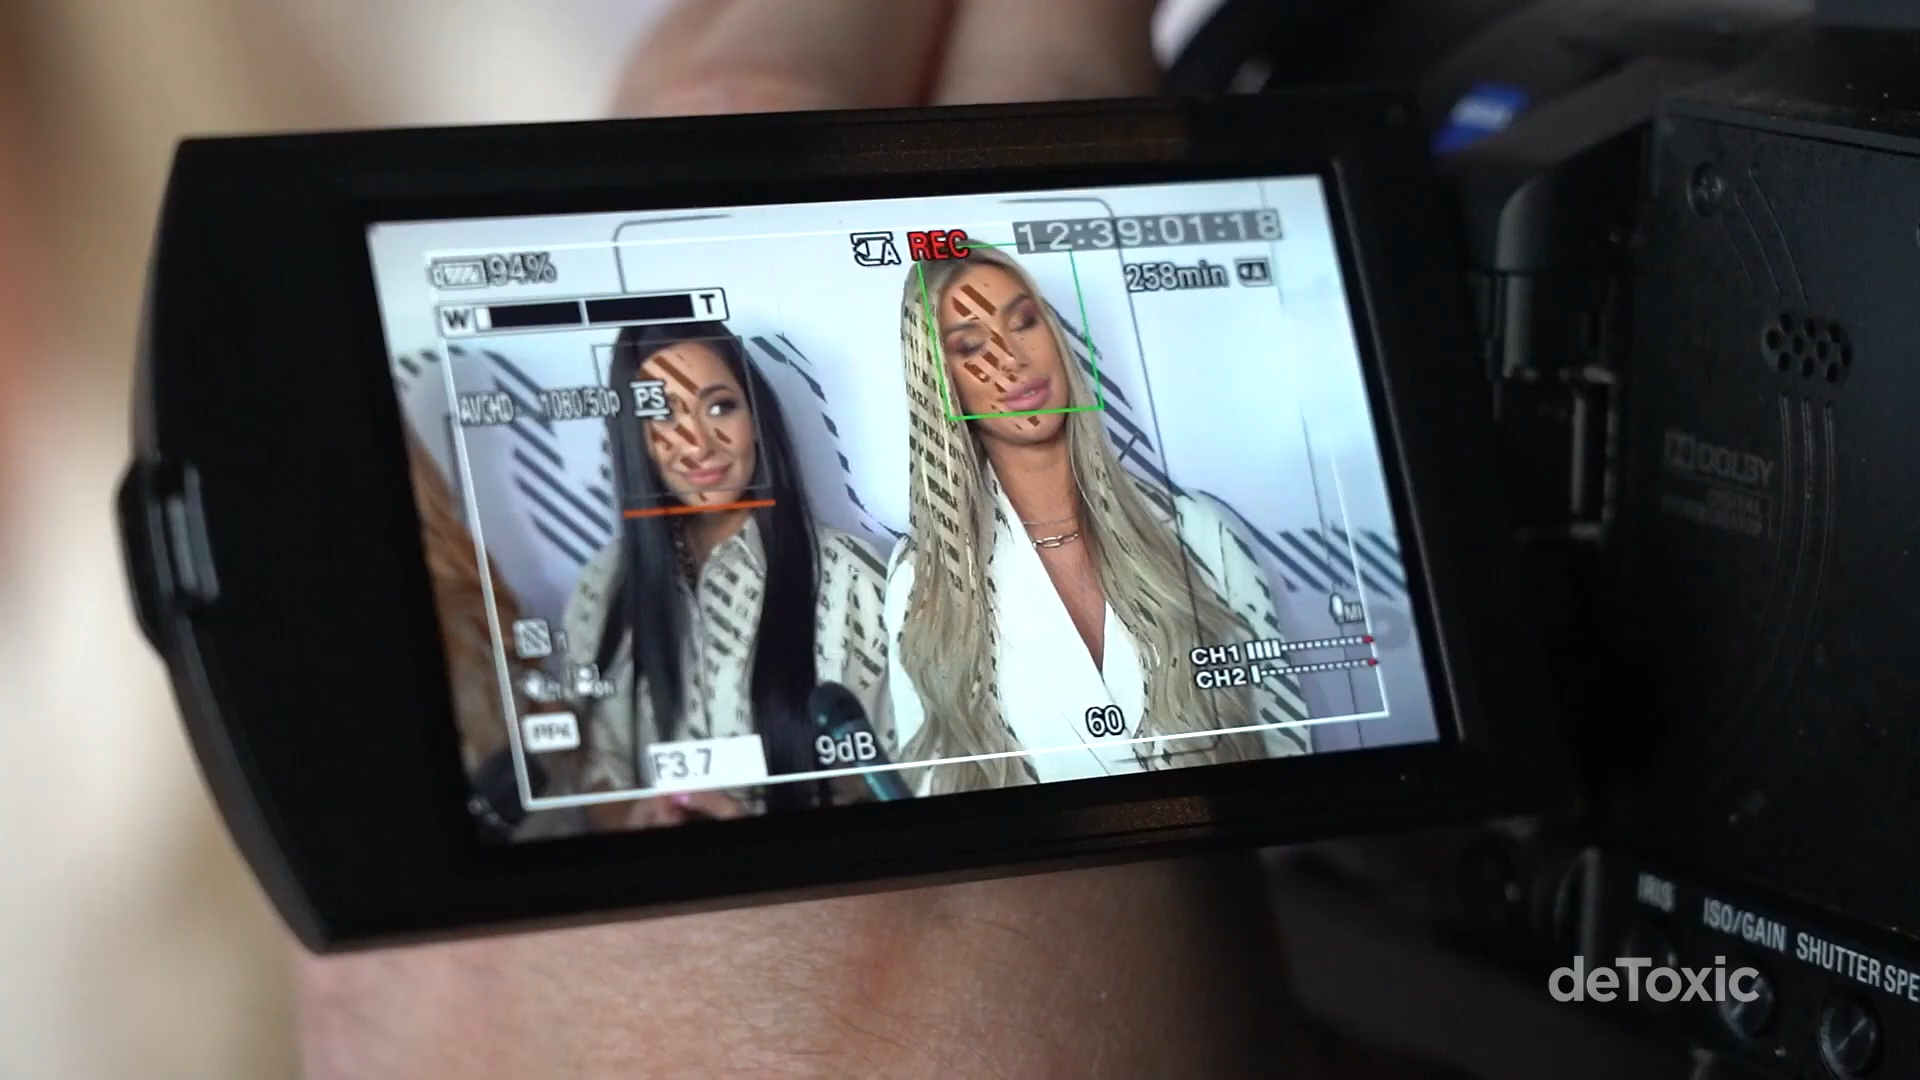 94%
REC
12:39:01:18
258min
W T
AVCHD 1080/50p PS
CH1
CH2
PP4
F3.7
9dB
60
DOLBY
IRIS
ISO/GAIN
SHUTTER SPE
deToxic